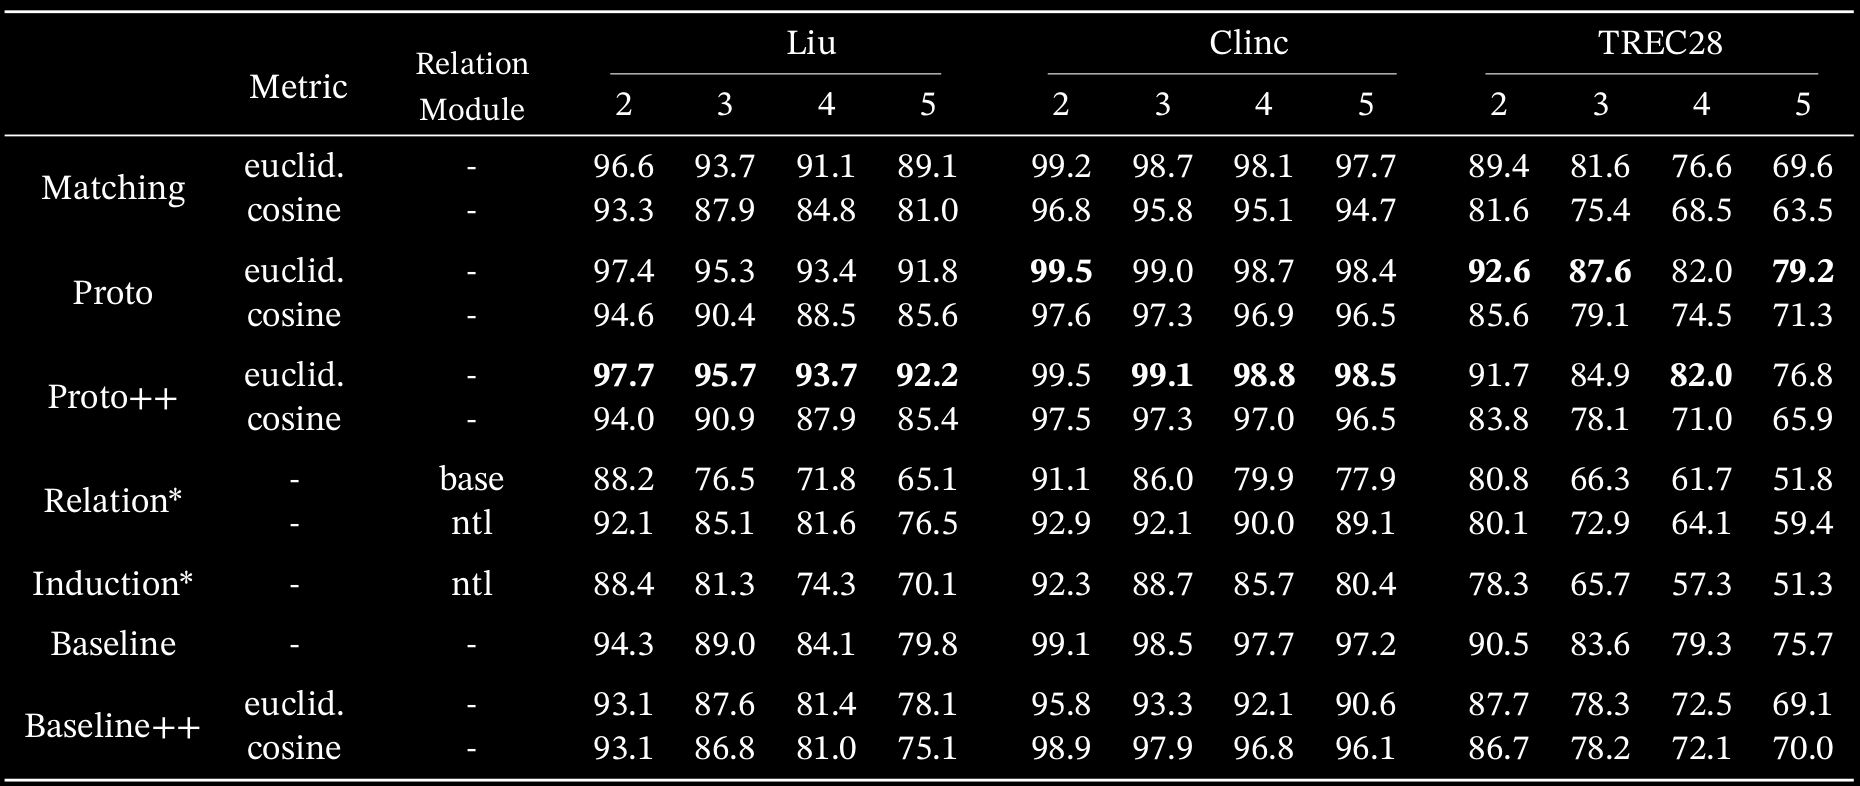 Liu Clinc TREC28
Metric Relation Module 2 3 4 5 2 3 4 5 2 3 4 5
Matching euclid. - 96.6 93.7 91.1 89.1 99.2 98.7 98.1 97.7 89.4 81.6 76.6 69.6
cosine - 93.3 87.9 84.8 81.0 96.8 95.8 95.1 94.7 81.6 75.4 68.5 63.5
Proto euclid. - 97.4 95.3 93.4 91.8 99.5 99.0 98.7 98.4 92.6 87.6 82.0 79.2
cosine - 94.6 90.4 88.5 85.6 97.6 97.3 96.9 96.5 85.6 79.1 74.5 71.3
Proto++ euclid. - 97.7 95.7 93.7 92.2 99.5 99.1 98.8 98.5 91.7 84.9 82.0 76.8
cosine - 94.0 90.9 87.9 85.4 97.5 97.3 97.0 96.5 83.8 78.1 71.0 65.9
Relation* - base 88.2 76.5 71.8 65.1 91.1 86.0 79.9 77.9 80.8 66.3 61.7 51.8
- ntl 92.1 85.1 81.6 76.5 92.9 92.1 90.0 89.1 80.1 72.9 64.1 59.4
Induction* - ntl 88.4 81.3 74.3 70.1 92.3 88.7 85.7 80.4 78.3 65.7 57.3 51.3
Baseline - - 94.3 89.0 84.1 79.8 99.1 98.5 97.7 97.2 90.5 83.6 79.3 75.7
Baseline++ euclid. - 93.1 87.6 81.4 78.1 95.8 93.3 92.1 90.6 87.7 78.3 72.5 69.1
cosine - 93.1 86.8 81.0 75.1 98.9 97.9 96.8 96.1 86.7 78.2 72.1 70.0